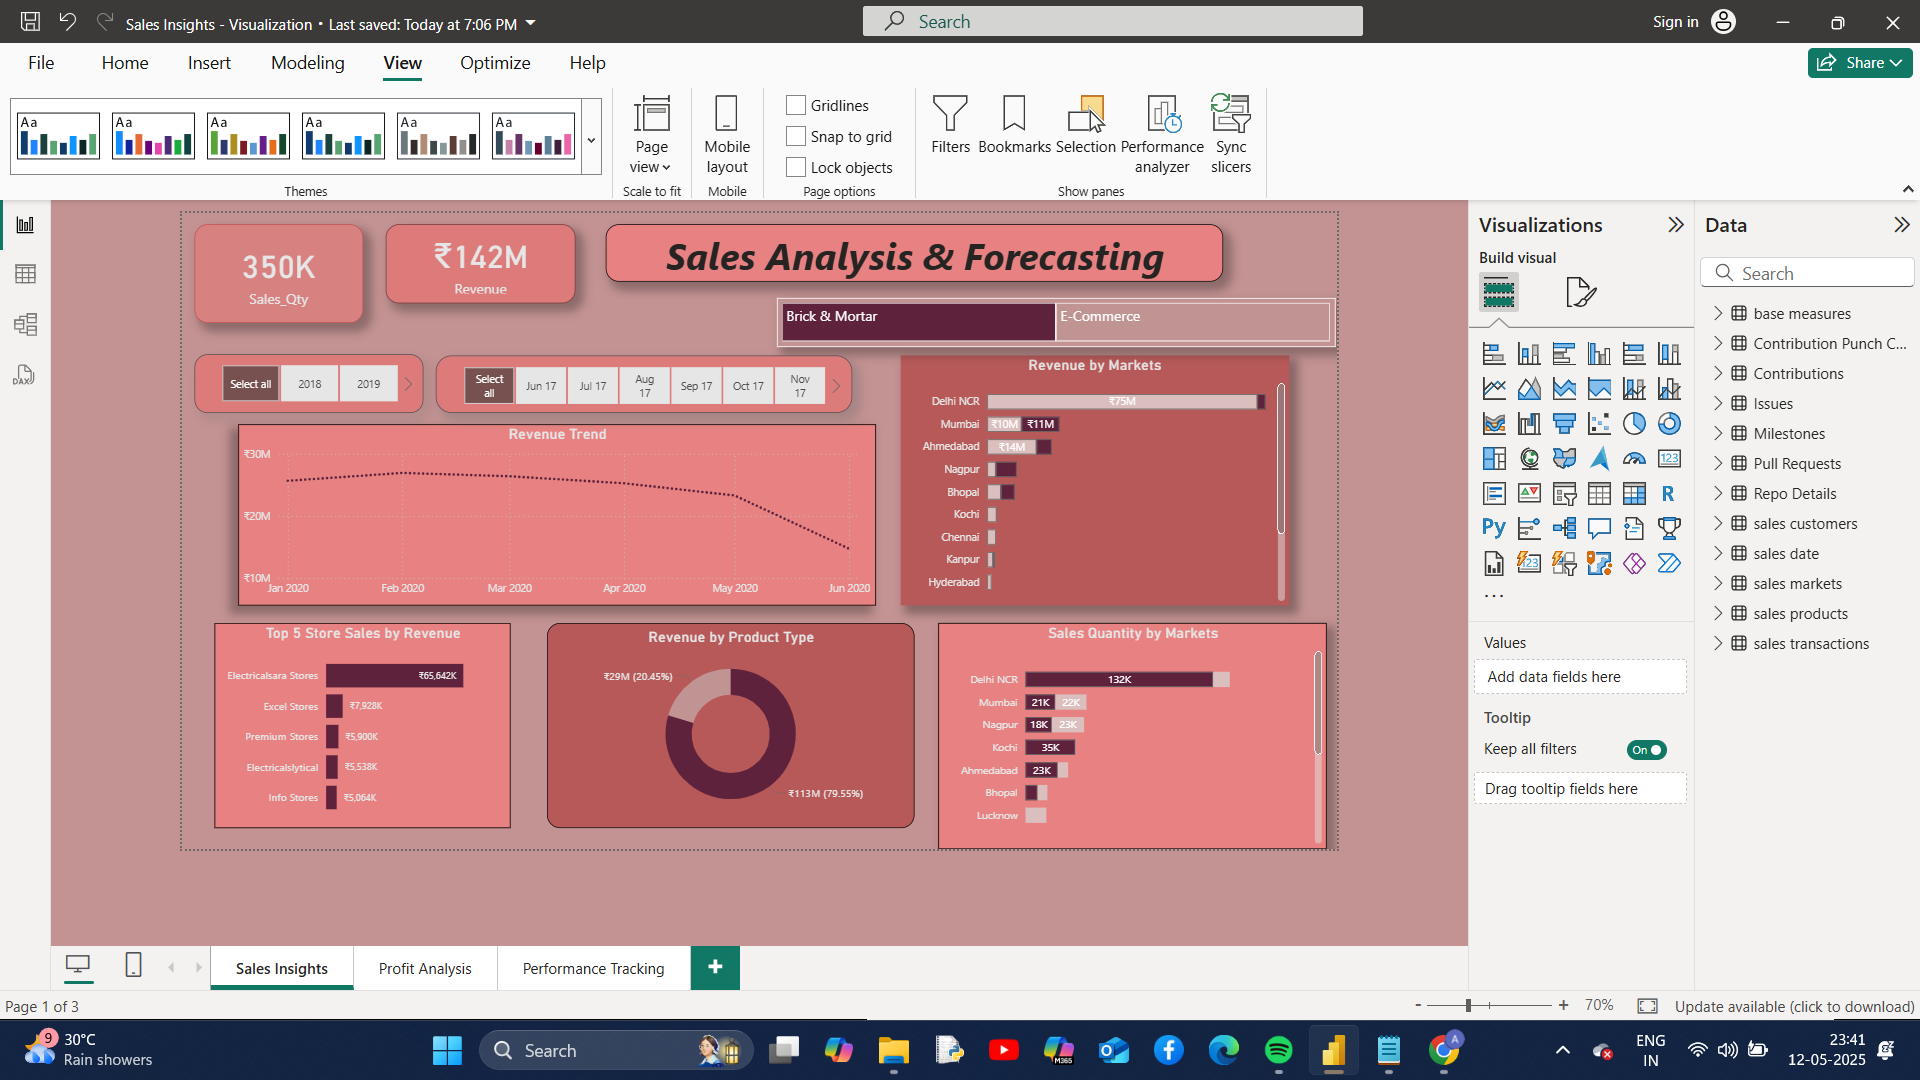 Sales Insights - Visualization • Last saved: Today at 7:06 PM
Search
Sign in
File Home Insert Modeling View Optimize Help
Share
Aa Aa Aa Aa Aa Aa
Themes
Page view
Scale to fit
Mobile layout
Mobile
Gridlines
Snap to grid
Lock objects
Page options
Filters
Bookmarks
Selection
Performance analyzer
Sync slicers
Show panes
350K
Sales_Qty
₹142M
Revenue
Sales Analysis & Forecasting
Brick & Mortar
E-Commerce
Select all 2018 2019
Select all Jun 17 Jul 17 Aug 17 Sep 17 Oct 17 Nov 17
Revenue Trend
₹30M
₹20M
₹10M
Jan 2020 Feb 2020 Mar 2020 Apr 2020 May 2020 Jun 2020
Revenue by Markets
Delhi NCR ₹75M
Mumbai ₹10M ₹11M
Ahmedabad ₹14M
Nagpur
Bhopal
Kochi
Chennai
Kanpur
Hyderabad
Top 5 Store Sales by Revenue
Electricalsara Stores ₹65,642K
Excel Stores ₹7,928K
Premium Stores ₹5,900K
Electricalslytical ₹5,538K
Info Stores ₹5,064K
Revenue by Product Type
₹29M (20.45%)
₹113M (79.55%)
Sales Quantity by Markets
Delhi NCR 132K
Mumbai 21K 22K
Nagpur 18K 23K
Kochi 35K
Ahmedabad 23K
Bhopal
Lucknow
Visualizations
Build visual
123
R
Py
123
...
Values
Add data fields here
Tooltip
Keep all filters
On
Drag tooltip fields here
Data
Search
base measures
Contribution Punch C...
Contributions
Issues
Milestones
Pull Requests
Repo Details
sales customers
sales date
sales markets
sales products
sales transactions
DAX
Sales Insights
Profit Analysis
Performance Tracking
+
Page 1 of 3
- + 70%
Update available (click to download)
9
30°C
Rain showers
Search
M365
A
ENG
IN
23:41
12-05-2025